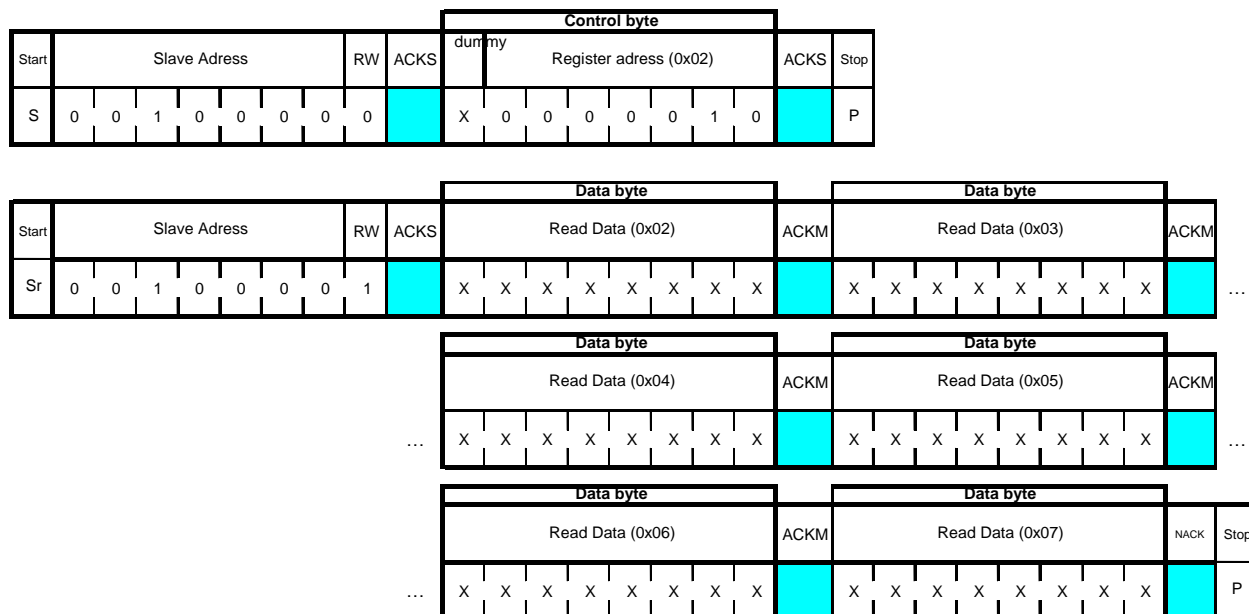 Control byte
Start Slave Adress RW ACKS dummy Register adress (0x02) ACKS Stop
S 0 0 1 0 0 0 0 0 X 0 0 0 0 0 1 0 P
Data byte Data byte
Start Slave Adress RW ACKS Read Data (0x02) ACKM Read Data (0x03) ACKM
Sr 0 0 1 0 0 0 0 1 X X X X X X X X X X X X X X X X …
Data byte Data byte
Read Data (0x04) ACKM Read Data (0x05) ACKM
… X X X X X X X X X X X X X X X X …
Data byte Data byte
Read Data (0x06) ACKM Read Data (0x07) NACK Stop
… X X X X X X X X X X X X X X X X P